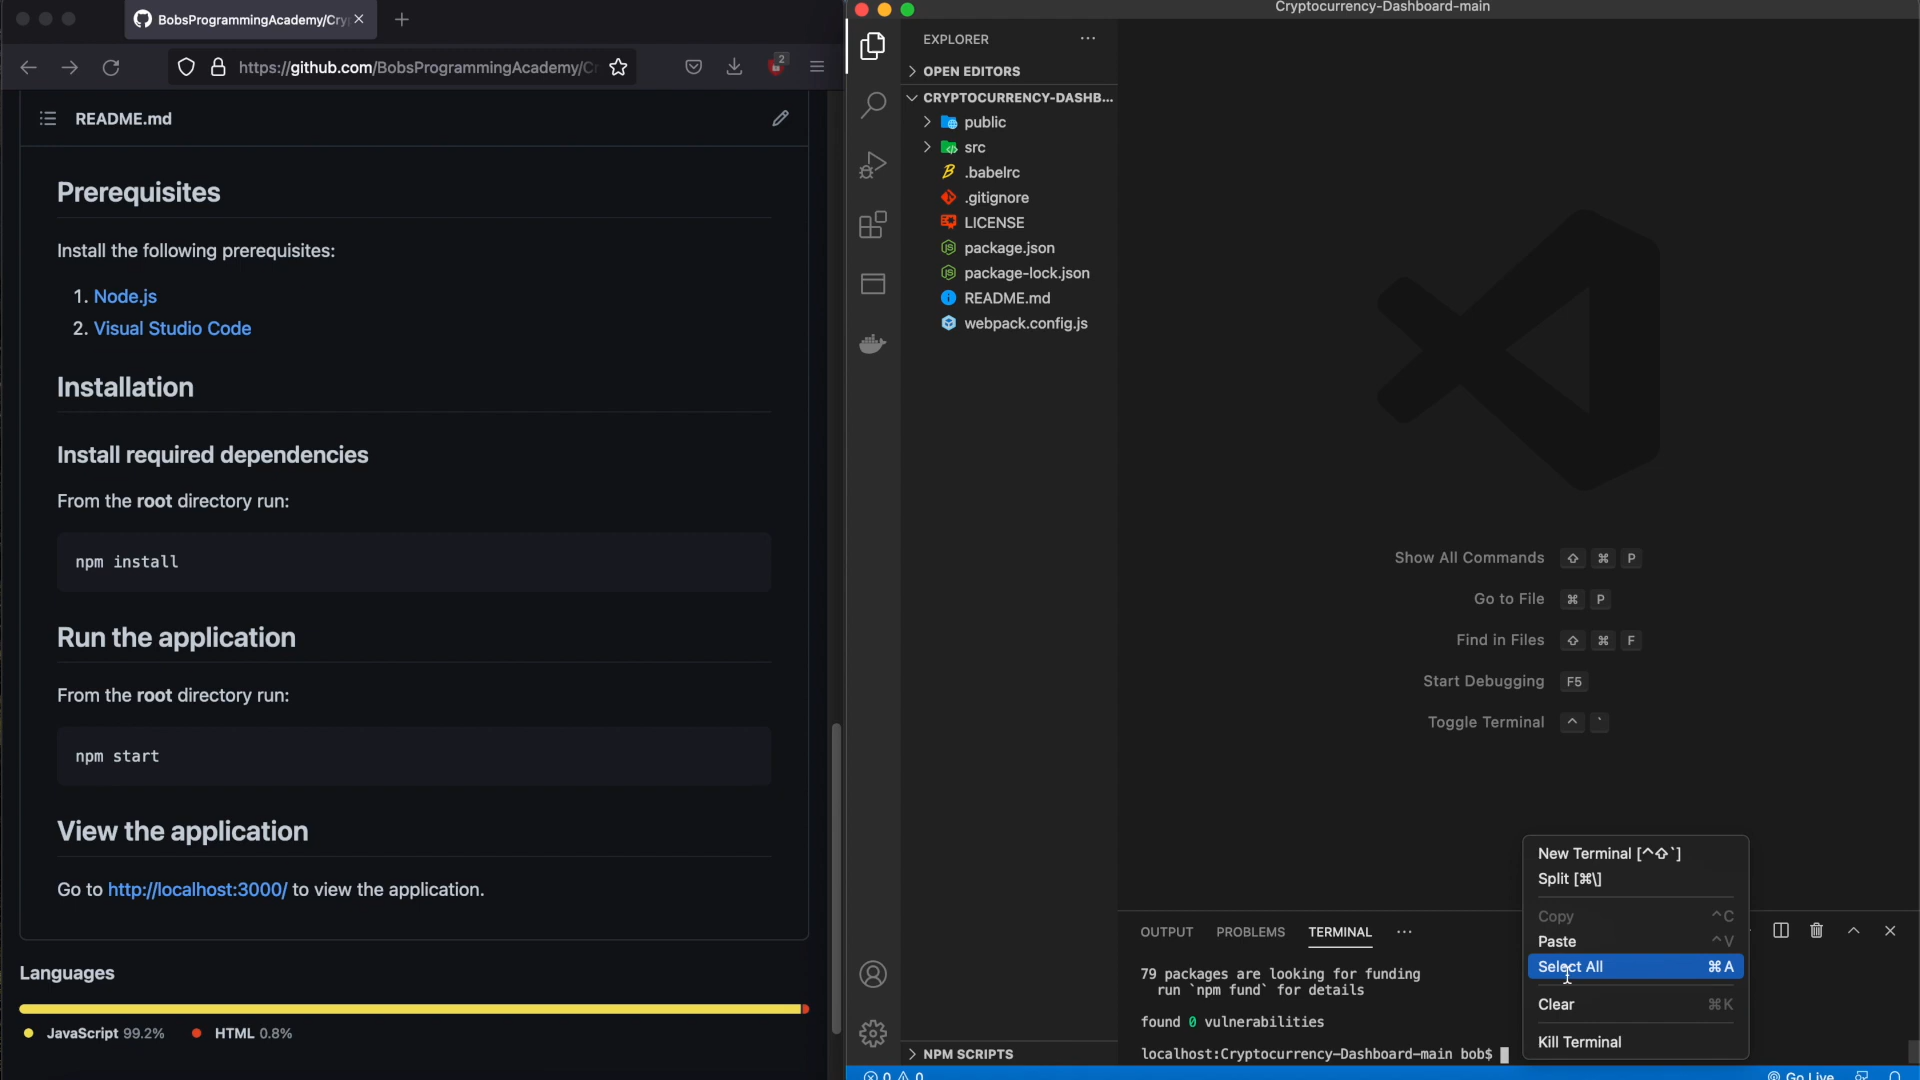 BobsProgrammingAcademy/Cry
https://github.com/BobsProgrammingAcademy/Cr
2
README.md
Prerequisites
Install the following prerequisites:
1. Node.js
2. Visual Studio Code
Installation
Install required dependencies
From the root directory run:
npm install
Run the application
From the root directory run:
npm start
View the application
Go to http://localhost:3000/ to view the application.
Languages
JavaScript 99.2%
HTML 0.8%
Cryptocurrency-Dashboard-main
EXPLORER
OPEN EDITORS
CRYPTOCURRENCY-DASHB...
public
src
.babelrc
.gitignore
LICENSE
package.json
package-lock.json
README.md
webpack.config.js
NPM SCRIPTS
Show All Commands ⇧ ⌘ P
Go to File ⌘ P
Find in Files ⇧ ⌘ F
Start Debugging F5
Toggle Terminal ^ `
OUTPUT PROBLEMS TERMINAL ···
79 packages are looking for funding
run `npm fund` for details
found 0 vulnerabilities
localhost:Cryptocurrency-Dashboard-main bob$
New Terminal [^⇧`]
Split [⌘\]
Copy ^C
Paste ^V
Select All ⌘A
Clear ⌘K
Kill Terminal
0 0
Go Live